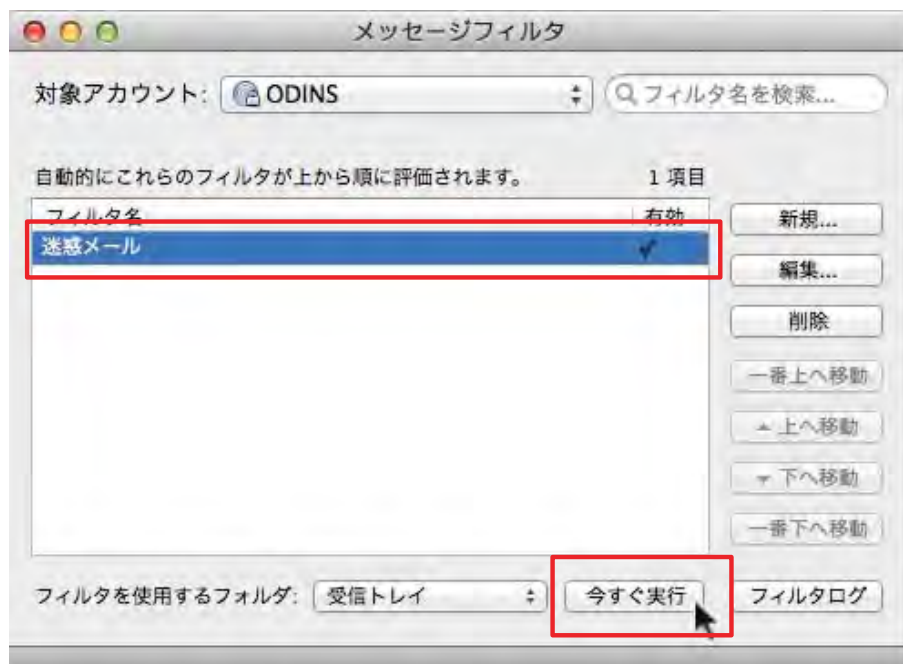 メッセージフィルタ
対象アカウント: ODINS フィルタ名を検索...
自動的にこれらのフィルタが上から順に評価されます。 1 項目
フィルタ名 有効
迷惑メール
新規...
編集...
削除
一番上へ移動
上へ移動
下へ移動
一番下へ移動
フィルタを使用するフォルダ: 受信トレイ 今すぐ実行 フィルタログ